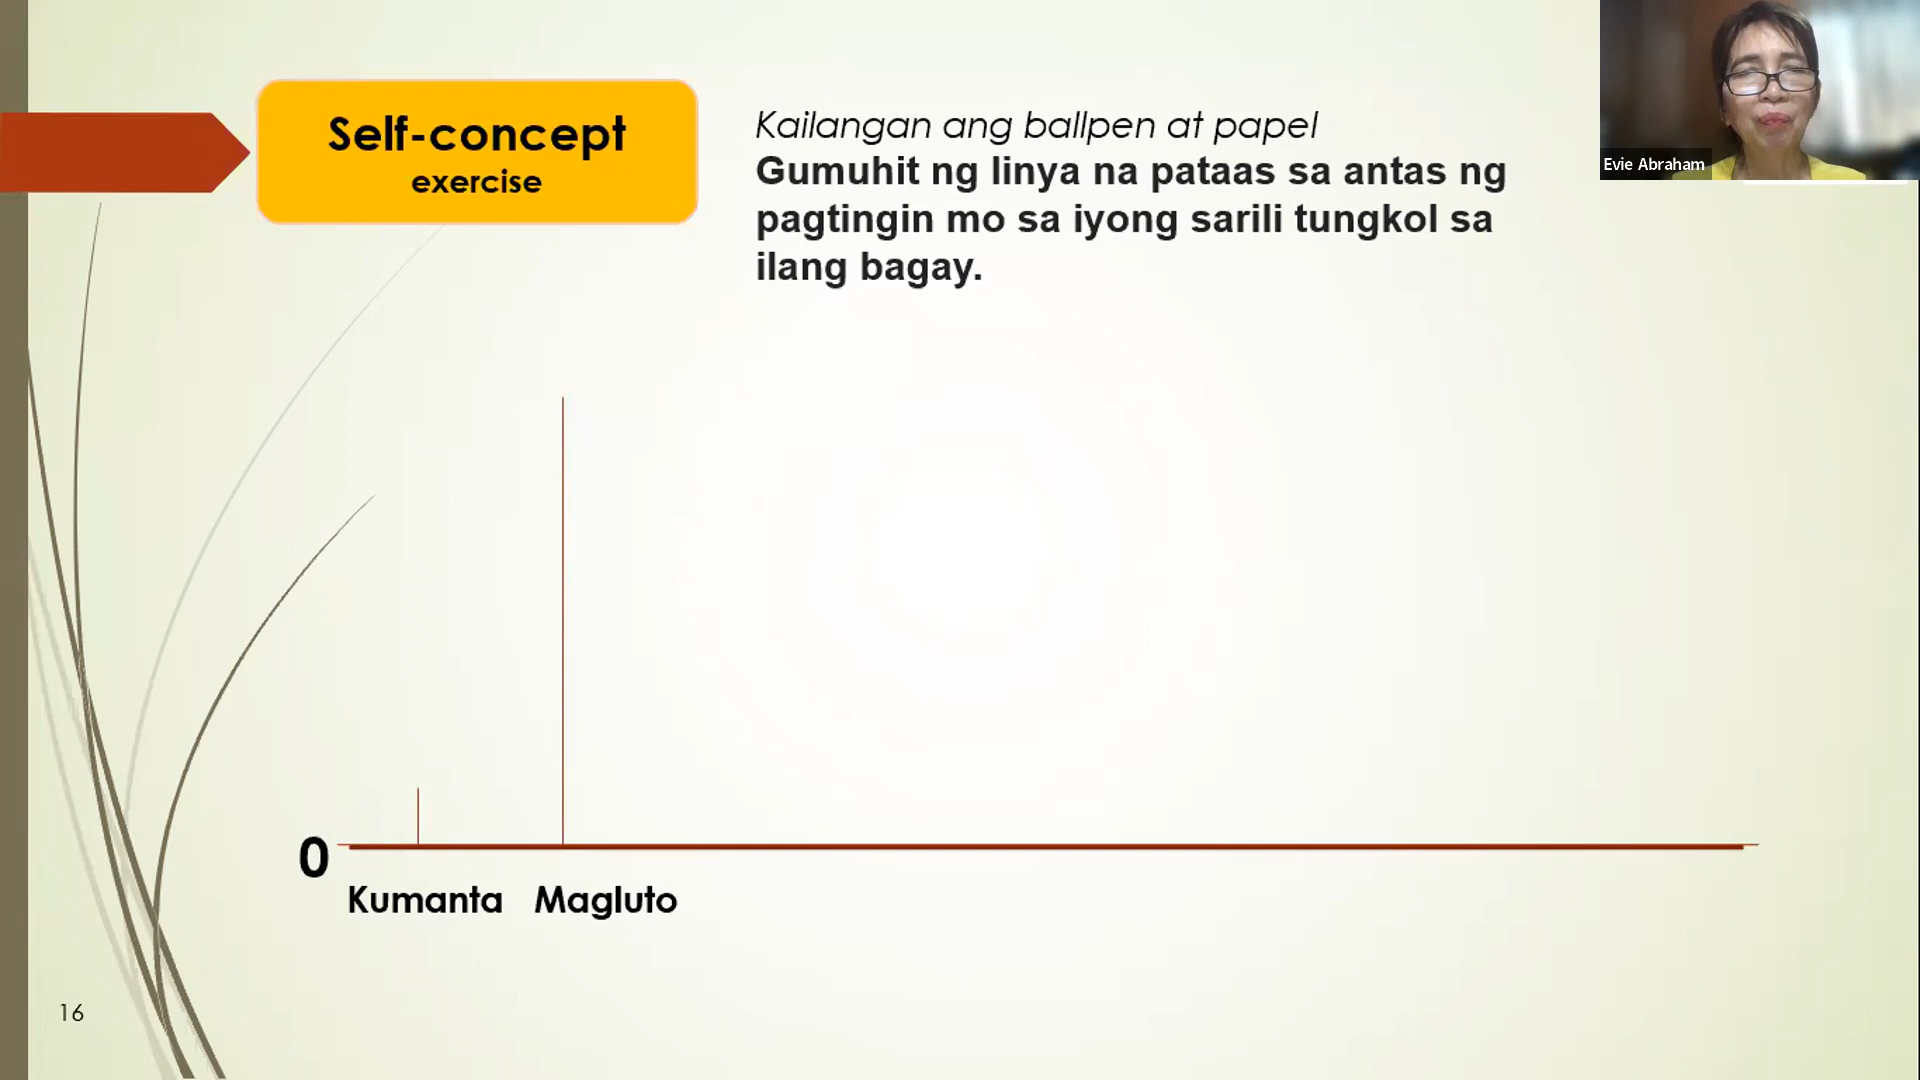 Self-concept
exercise
Kailangan ang ballpen at papel
Gumuhit ng linya na pataas sa antas ng
pagtingin mo sa iyong sarili tungkol sa
ilang bagay.
Evie Abraham
0
Kumanta Magluto
16